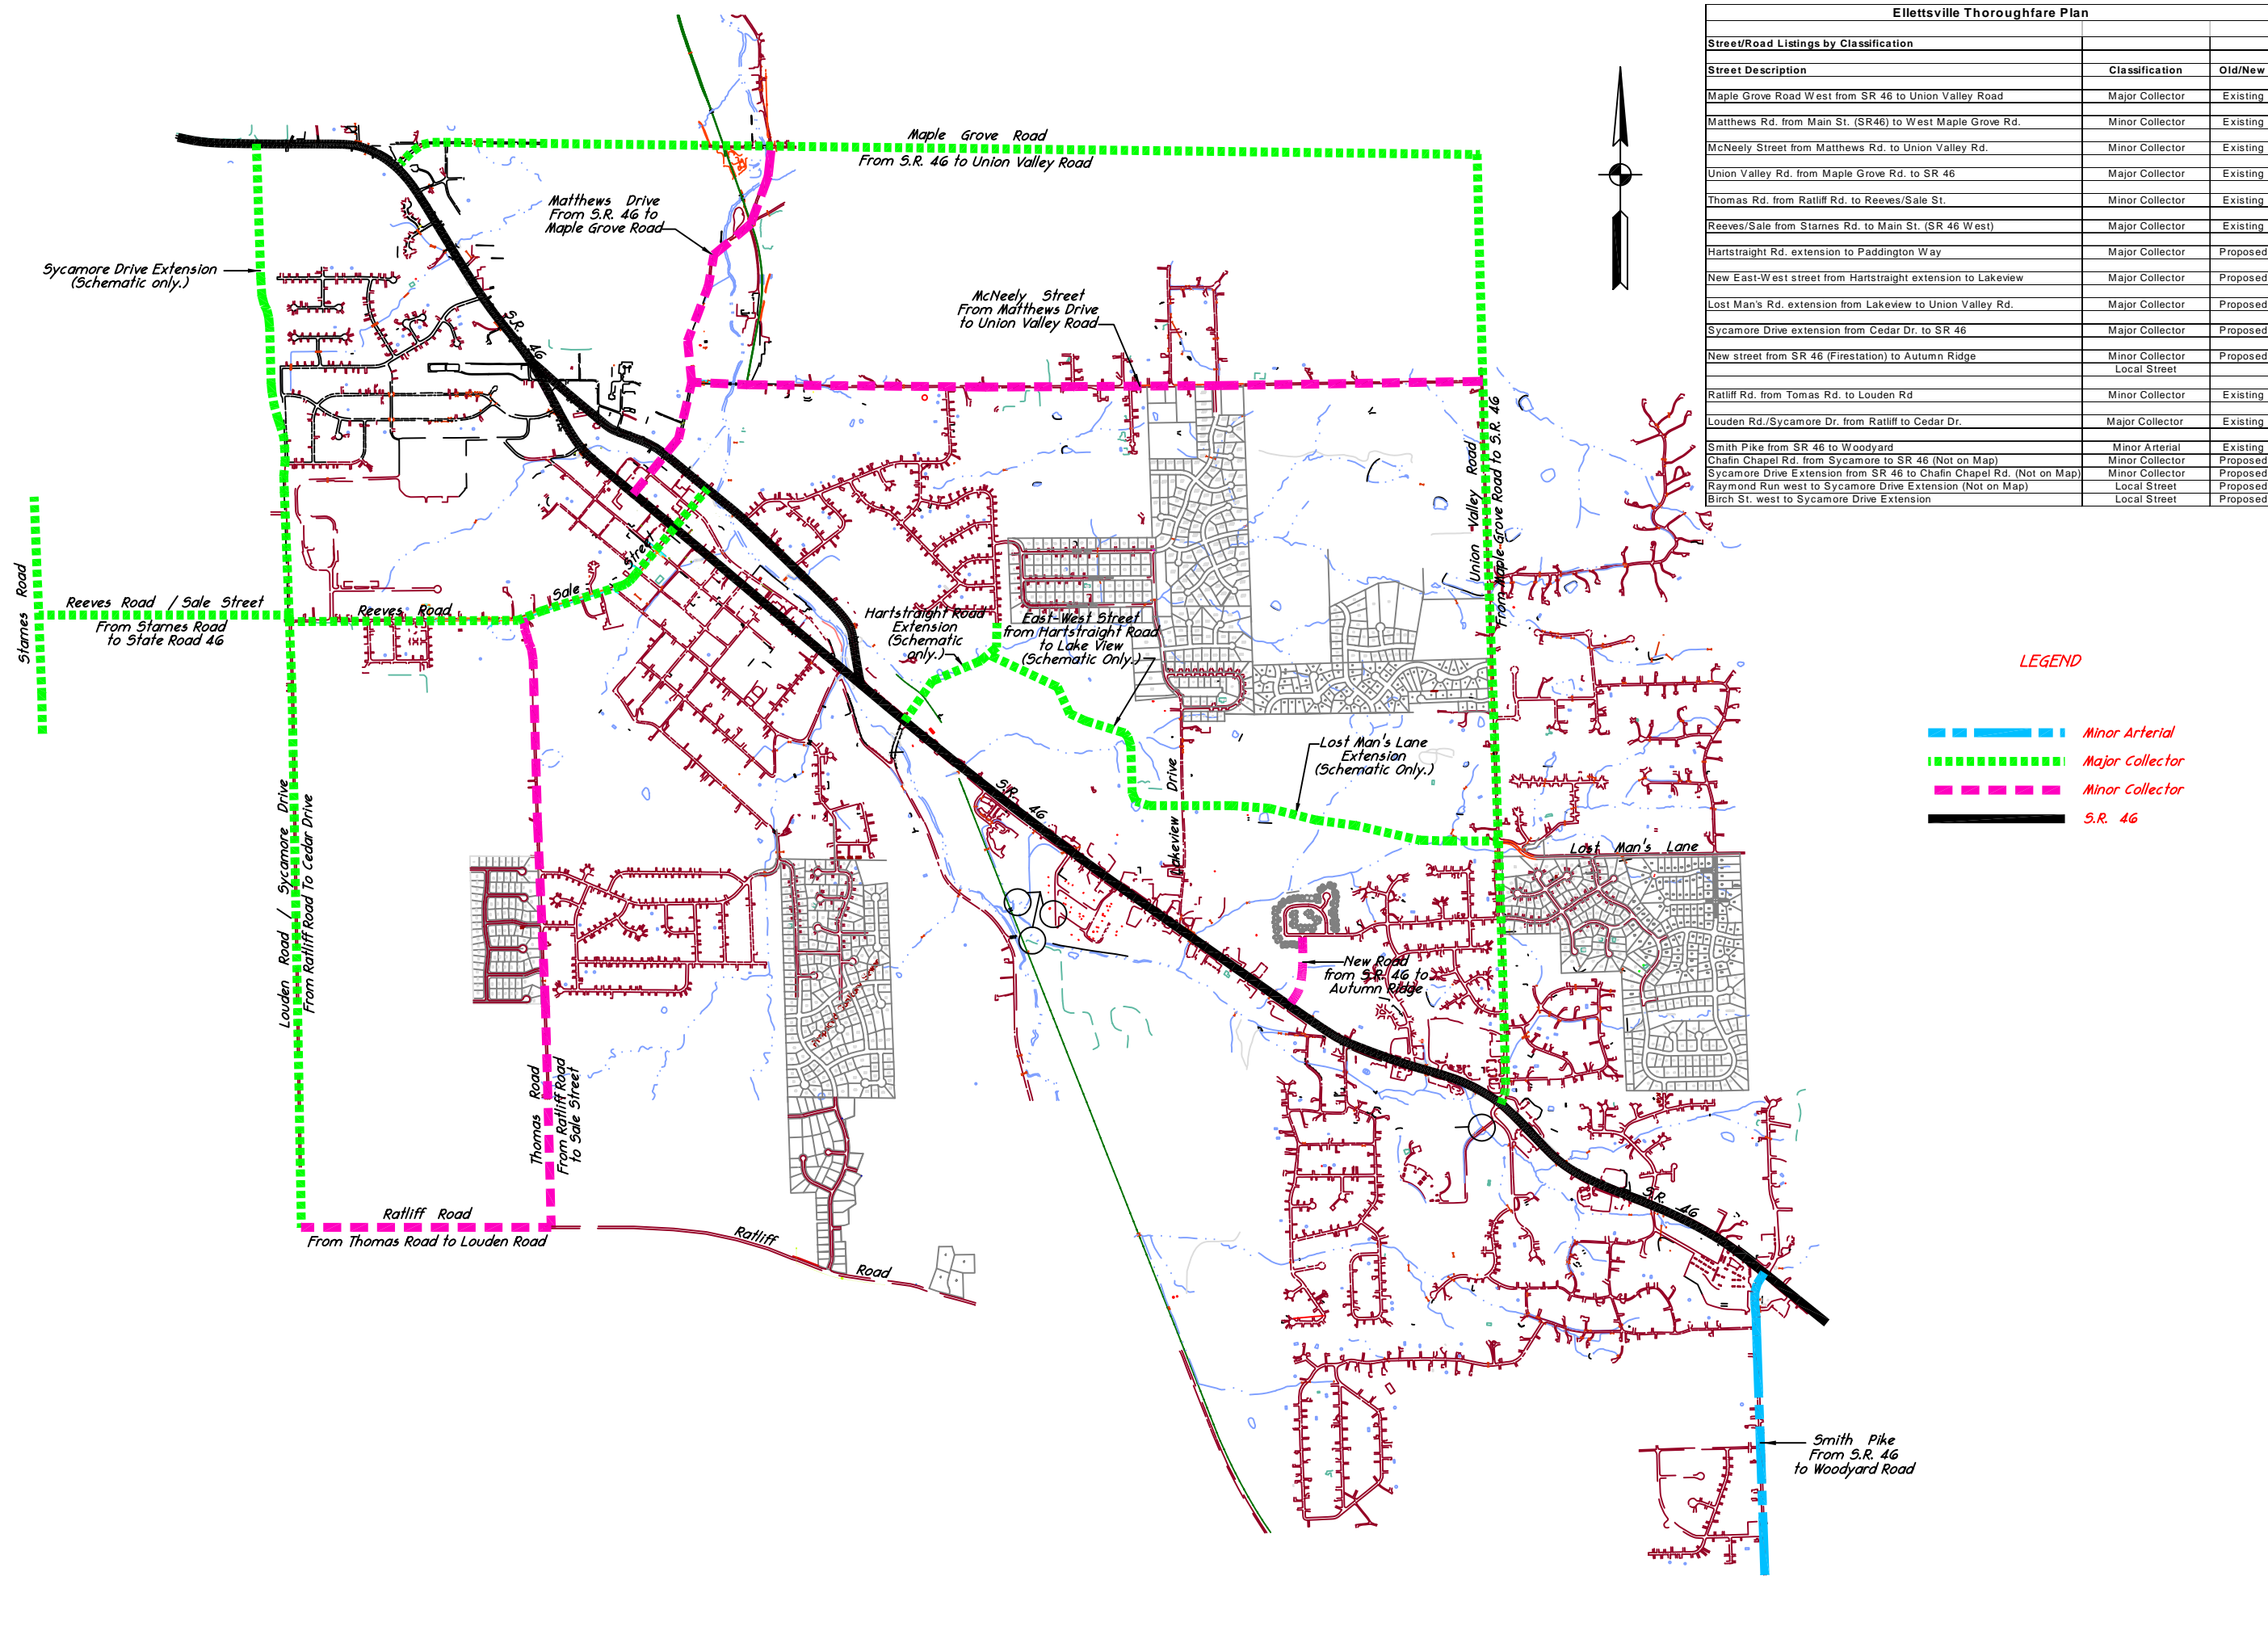 Ellettsville Thoroughfare Plan
Street/Road Listings by Classification
Street Description Classification Old/New
Maple Grove Road West from SR 46 to Union Valley Road Major Collector Existing
Matthews Rd. from Main St. (SR46) to West Maple Grove Rd. Minor Collector Existing
McNeely Street from Matthews Rd. to Union Valley Rd. Minor Collector Existing
Union Valley Rd. from Maple Grove Rd. to SR 46 Major Collector Existing
Thomas Rd. from Ratliff Rd. to Reeves/Sale St. Minor Collector Existing
Reeves/Sale from Starnes Rd. to Main St. (SR 46 West) Major Collector Existing
Hartstraight Rd. extension to Paddington Way Major Collector Proposed
New East-West street from Hartstraight extension to Lakeview Major Collector Proposed
Lost Man's Rd. extension from Lakeview to Union Valley Rd. Major Collector Proposed
Sycamore Drive extension from Cedar Dr. to SR 46 Major Collector Proposed
New street from SR 46 (Firestation) to Autumn Ridge Minor Collector Proposed
Local Street
Ratliff Rd. from Tomas Rd. to Louden Rd Minor Collector Existing
Louden Rd./Sycamore Dr. from Ratliff to Cedar Dr. Major Collector Existing
Smith Pike from SR 46 to Woodyard Minor Arterial Existing
Chafin Chapel Rd. from Sycamore to SR 46 (Not on Map) Minor Collector Proposed
Sycamore Drive Extension from SR 46 to Chafin Chapel Rd. (Not on Map) Minor Collector Proposed
Raymond Run west to Sycamore Drive Extension (Not on Map) Local Street Proposed
Birch St. west to Sycamore Drive Extension Local Street Proposed
Maple Grove Road
From S.R. 46 to Union Valley Road
Matthews Drive
From S.R. 46 to
Maple Grove Road
Sycamore Drive Extension
(Schematic only.)
McNeely Street
From Matthews Drive
to Union Valley Road
S.R. 46
Union Valley Road
From Maple Grove Road to S.R. 46
Starnes Road
Reeves Road / Sale Street
From Starnes Road
to State Road 46
Reeves Road
Sale Street
Hartstraight Road
Extension
(Schematic
only.)
East-West Street
from Hartstraight Road
to Lake View
(Schematic Only.)
Lost Man's Lane
Extension
(Schematic Only.)
Lakeview Drive
S.R. 46
Lost Man's Lane
Louden Road / Sycamore Drive
From Ratliff Road To Cedar Drive
New Road
from S.R. 46 to
Autumn Ridge
Thomas Road
From Ratliff Road
to Sale Street
Ratliff Road
From Thomas Road to Louden Road
Ratliff Road
S.R. 46
Smith Pike
From S.R. 46
to Woodyard Road
LEGEND
Minor Arterial
Major Collector
Minor Collector
S.R. 46